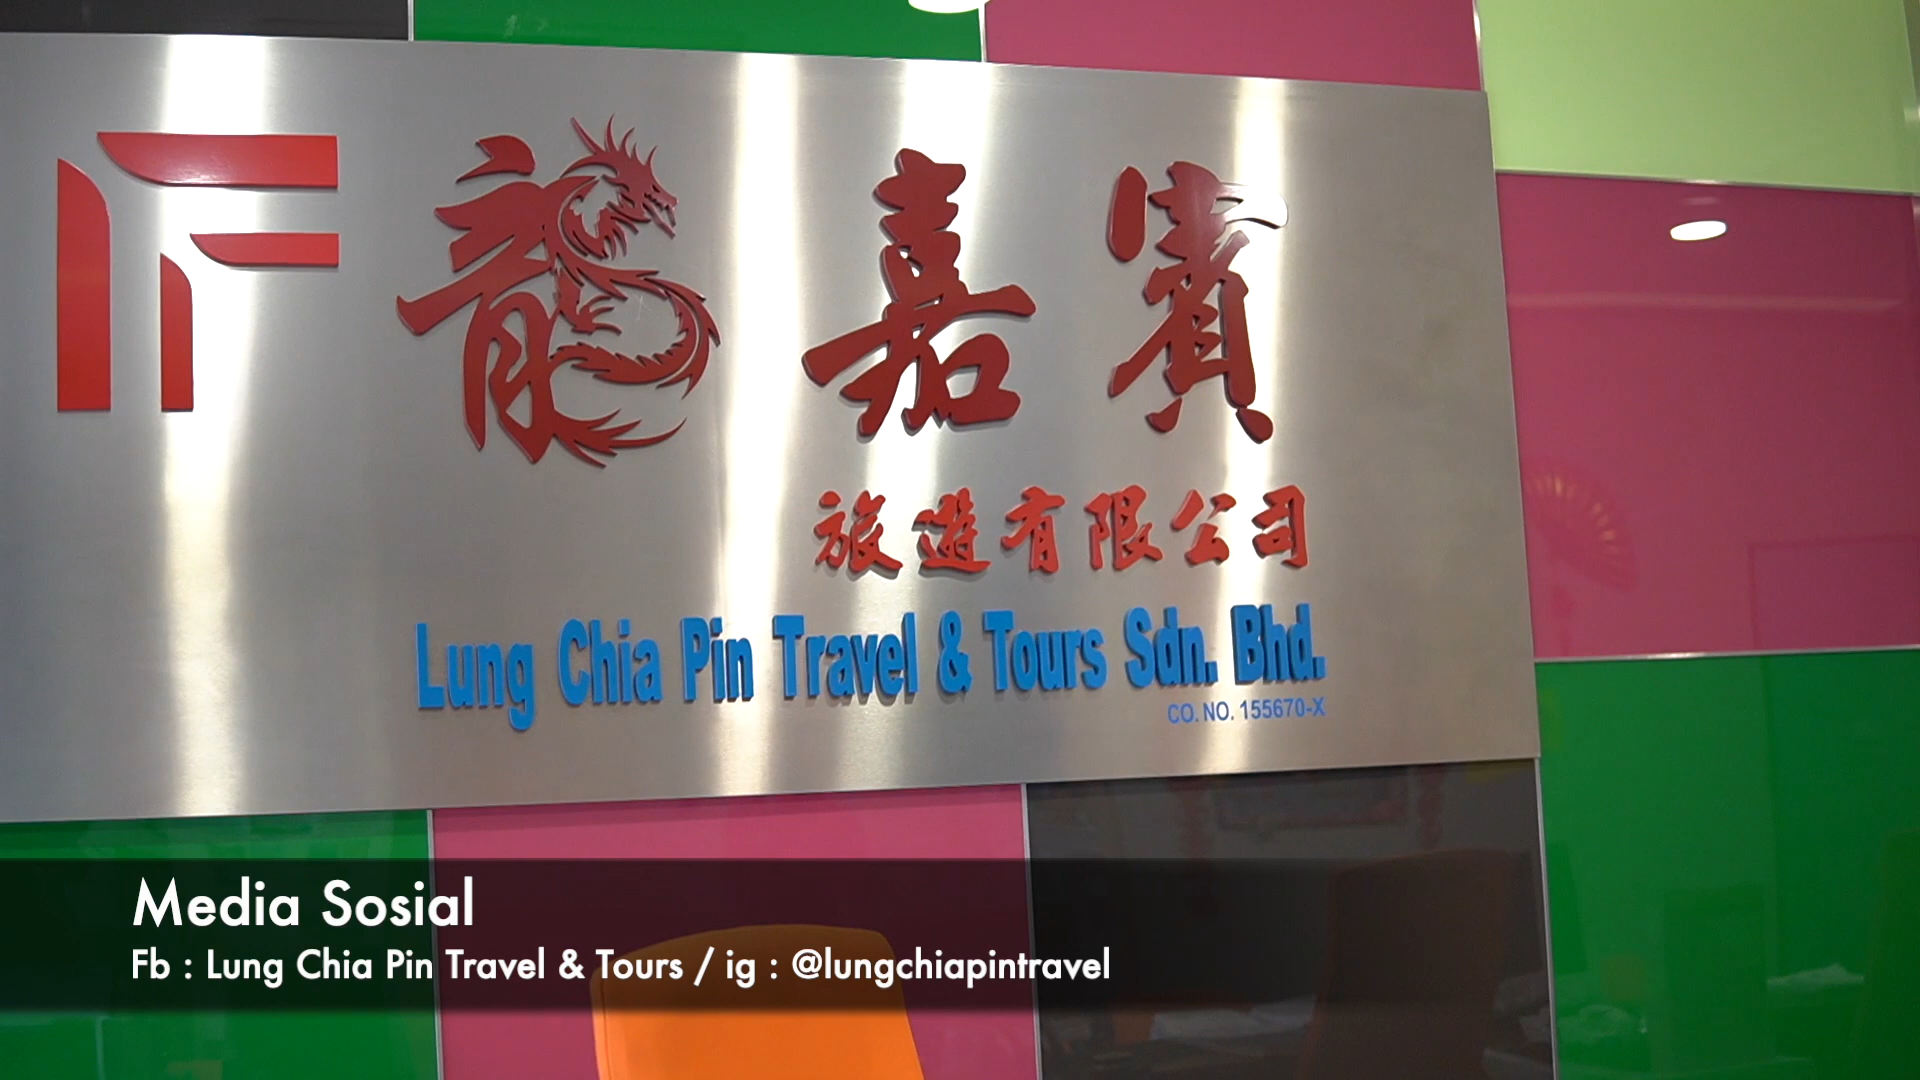 龍嘉賓
旅遊有限公司
Lung Chia Pin Travel & Tours Sdn. Bhd.
CO. NO. 155670-X
Media Sosial
Fb : Lung Chia Pin Travel & Tours / ig : @lungchiapintravel